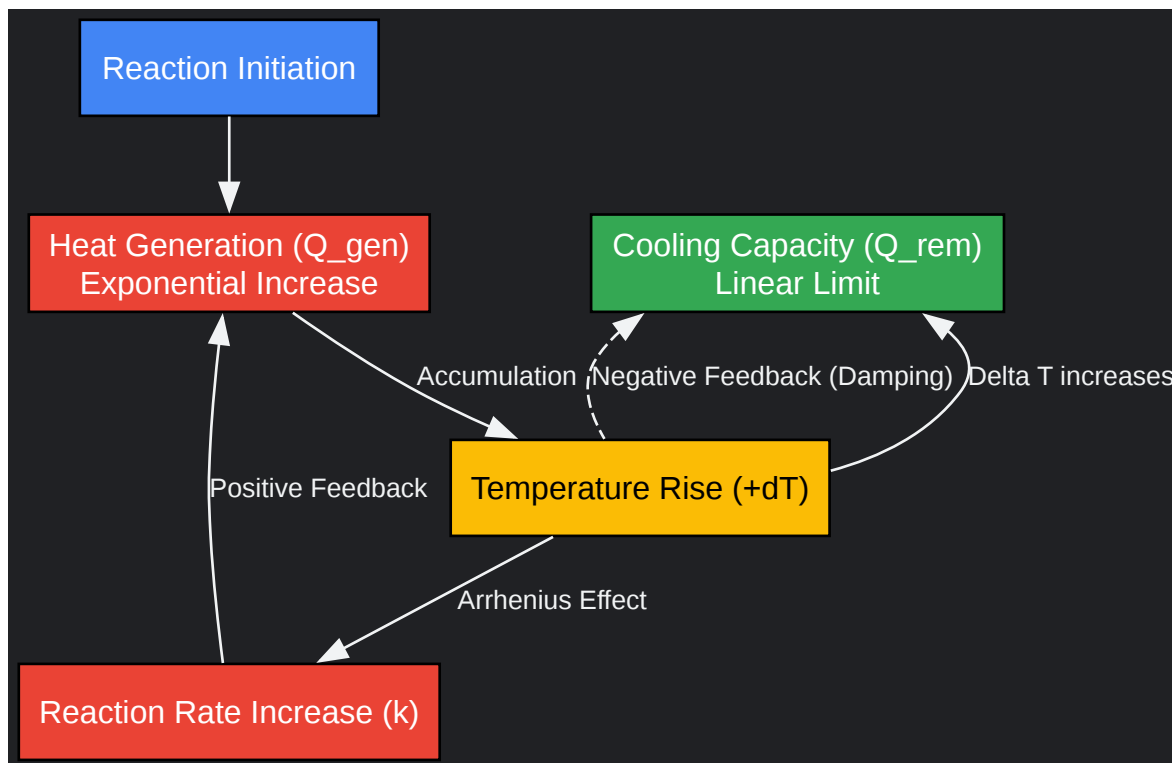 Reaction Initiation
Heat Generation (Q_gen)
Exponential Increase
Cooling Capacity (Q_rem)
Linear Limit
Accumulation
Negative Feedback (Damping)
Delta T increases
Positive Feedback
Temperature Rise (+dT)
Arrhenius Effect
Reaction Rate Increase (k)